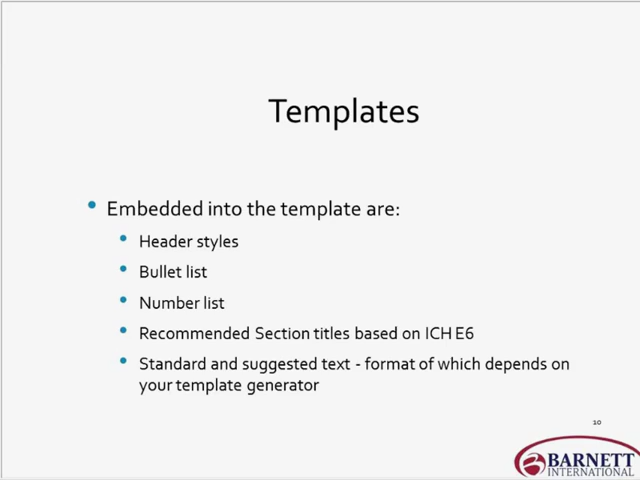 Templates
Embedded into the template are:
Header styles
Bullet list
Number list
Recommended Section titles based on ICH E6
Standard and suggested text - format of which depends on
your template generator
10
BARNETT
INTERNATIONAL